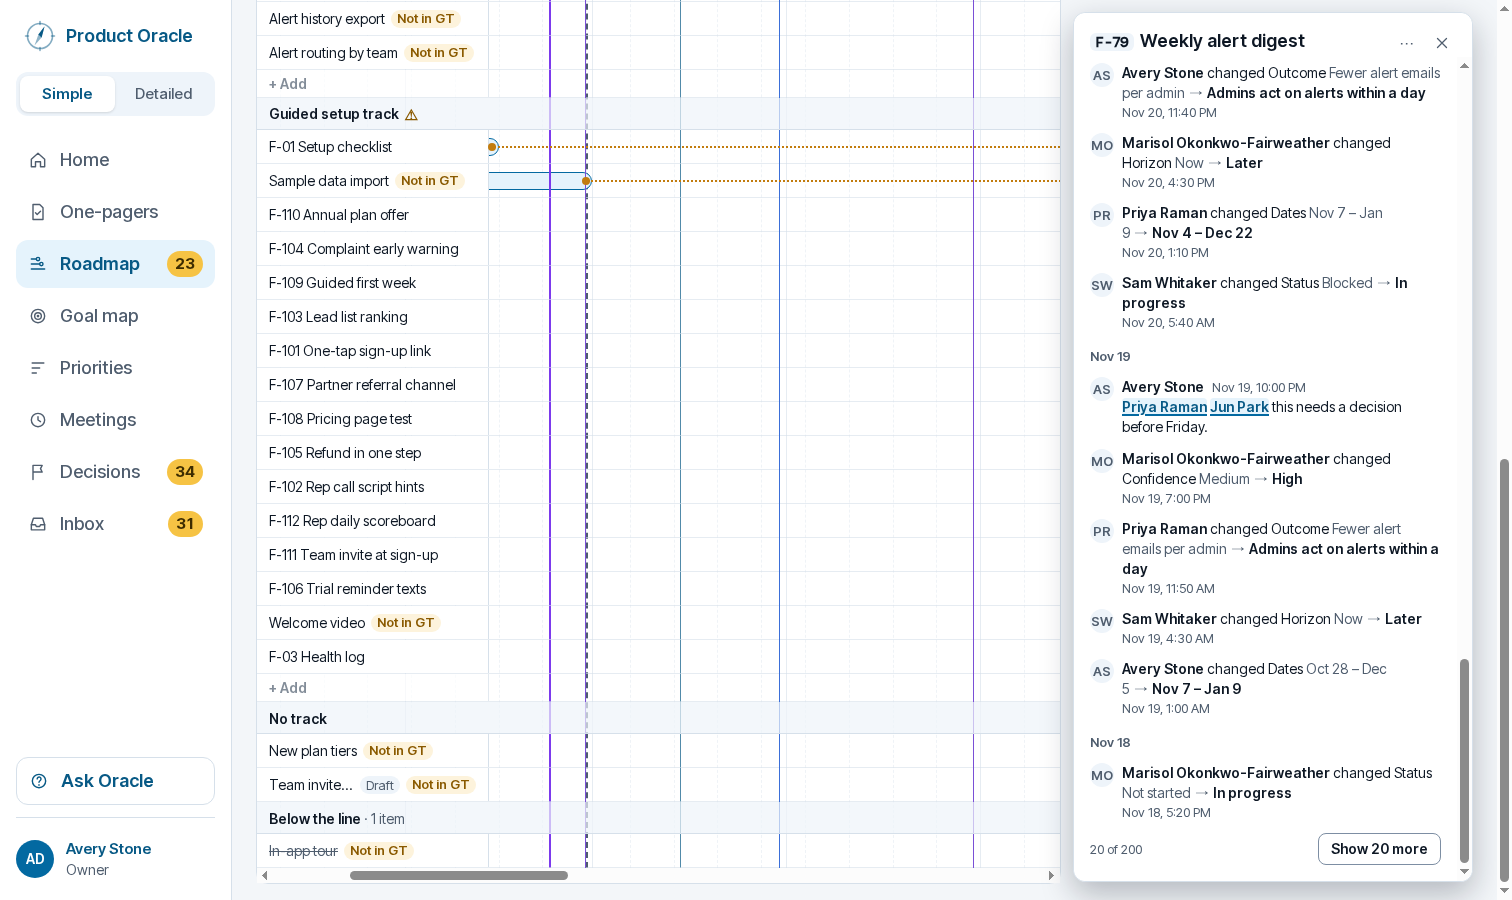 Product Oracle
Simple
Detailed
Home
One-pagers
Roadmap 23
Goal map
Priorities
Meetings
Decisions 34
Inbox 31
Ask Oracle
AD
Avery Stone
Owner
Alert history export Not in GT
Alert routing by team Not in GT
+ Add
Guided setup track
F-01 Setup checklist
Sample data import Not in GT
F-110 Annual plan offer
F-104 Complaint early warning
F-109 Guided first week
F-103 Lead list ranking
F-101 One-tap sign-up link
F-107 Partner referral channel
F-108 Pricing page test
F-105 Refund in one step
F-102 Rep call script hints
F-112 Rep daily scoreboard
F-111 Team invite at sign-up
F-106 Trial reminder texts
Welcome video Not in GT
F-03 Health log
+ Add
No track
New plan tiers Not in GT
Team invite… Draft Not in GT
Below the line · 1 item
In-app tour Not in GT
F-79 Weekly alert digest
AS Avery Stone changed Outcome Fewer alert emails
per admin → Admins act on alerts within a day
Nov 20, 11:40 PM
MO Marisol Okonkwo-Fairweather changed
Horizon Now → Later
Nov 20, 4:30 PM
PR Priya Raman changed Dates Nov 7 – Jan
9 → Nov 4 – Dec 22
Nov 20, 1:10 PM
SW Sam Whitaker changed Status Blocked → In
progress
Nov 20, 5:40 AM
Nov 19
AS Avery Stone Nov 19, 10:00 PM
Priya Raman Jun Park this needs a decision
before Friday.
MO Marisol Okonkwo-Fairweather changed
Confidence Medium → High
Nov 19, 7:00 PM
PR Priya Raman changed Outcome Fewer alert
emails per admin → Admins act on alerts within a
day
Nov 19, 11:50 AM
SW Sam Whitaker changed Horizon Now → Later
Nov 19, 4:30 AM
AS Avery Stone changed Dates Oct 28 – Dec
5 → Nov 7 – Jan 9
Nov 19, 1:00 AM
Nov 18
MO Marisol Okonkwo-Fairweather changed Status
Not started → In progress
Nov 18, 5:20 PM
20 of 200
Show 20 more